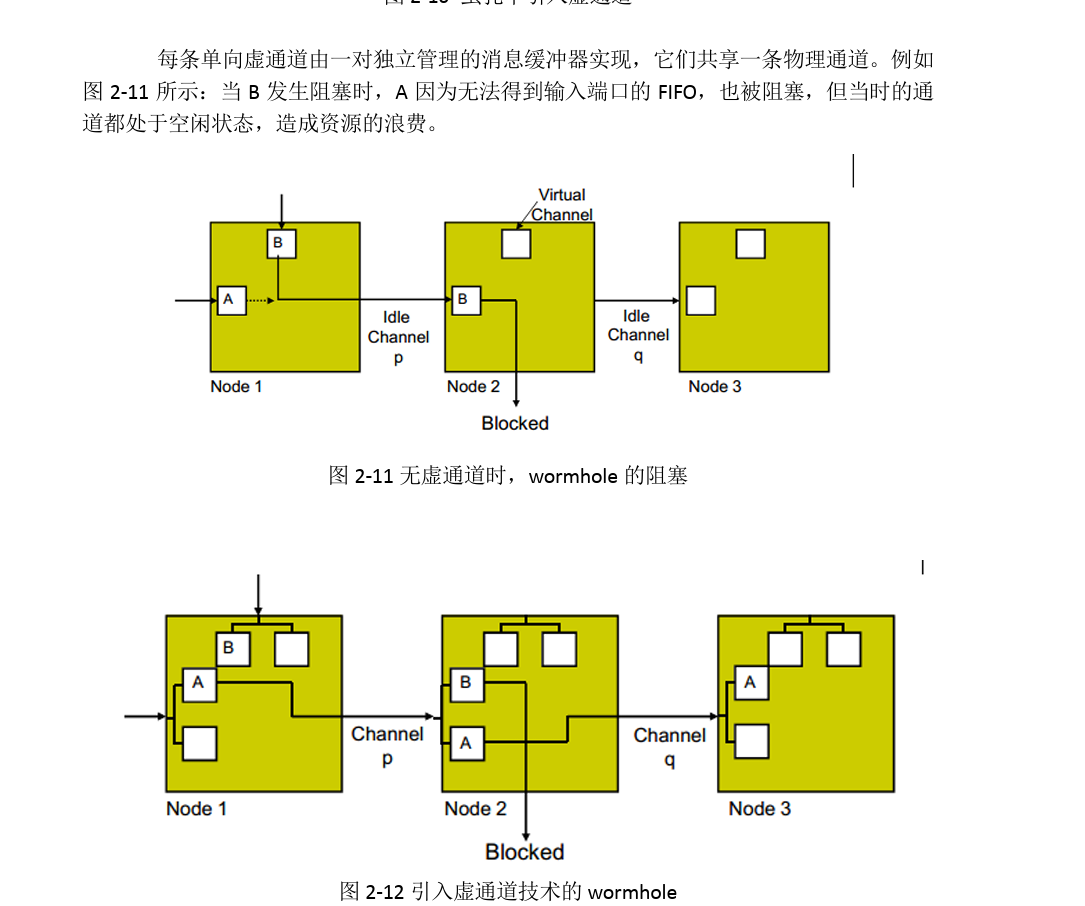 每条单向虚通道由一对独立管理的消息缓冲器实现，它们共享一条物理通道。例如
图 2-11 所示：当 B 发生阻塞时，A 因为无法得到输入端口的 FIFO，也被阻塞，但当时的通
道都处于空闲状态，造成资源的浪费。
Virtual
Channel
B
A
B
Idle
Channel
p
Idle
Channel
q
Node 1
Node 2
Node 3
Blocked
图 2-11 无虚通道时，wormhole 的阻塞
B
A
B
A
A
Channel
p
Channel
q
Node 1
Node 2
Node 3
Blocked
图 2-12 引入虚通道技术的 wormhole